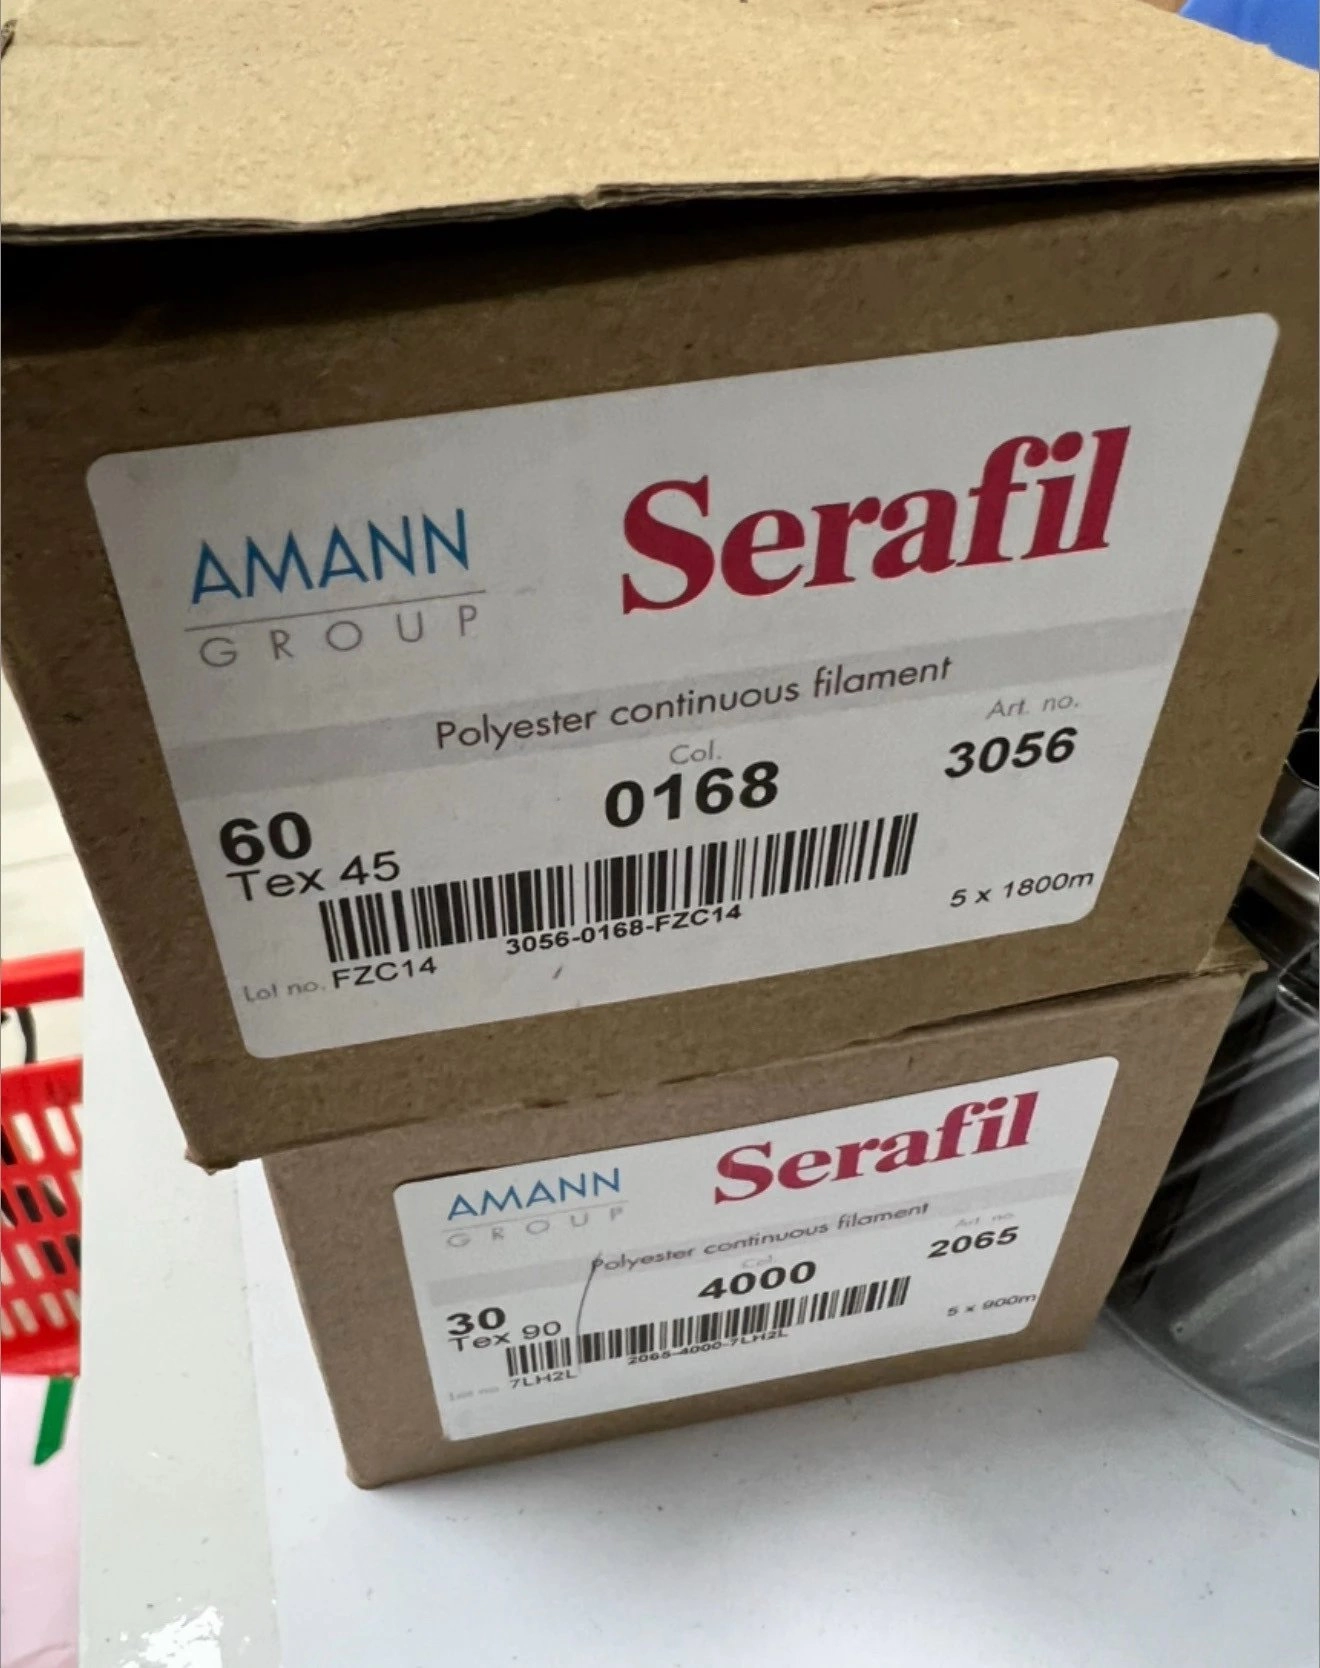 AMANN
GROUP
Serafil
Polyester continuous filament
Col.
Art. no.
60
0168
3056
Tex 45
3056-0168-FZC14
5 x 1800m
Lot no. FZC14
AMANN
GROUP
Serafil
Polyester continuous filament
Col.
Art. no.
30
4000
2065
Tex 90
2065-4000-7LH2L
5 x 900m
Lot no. 7LH2L